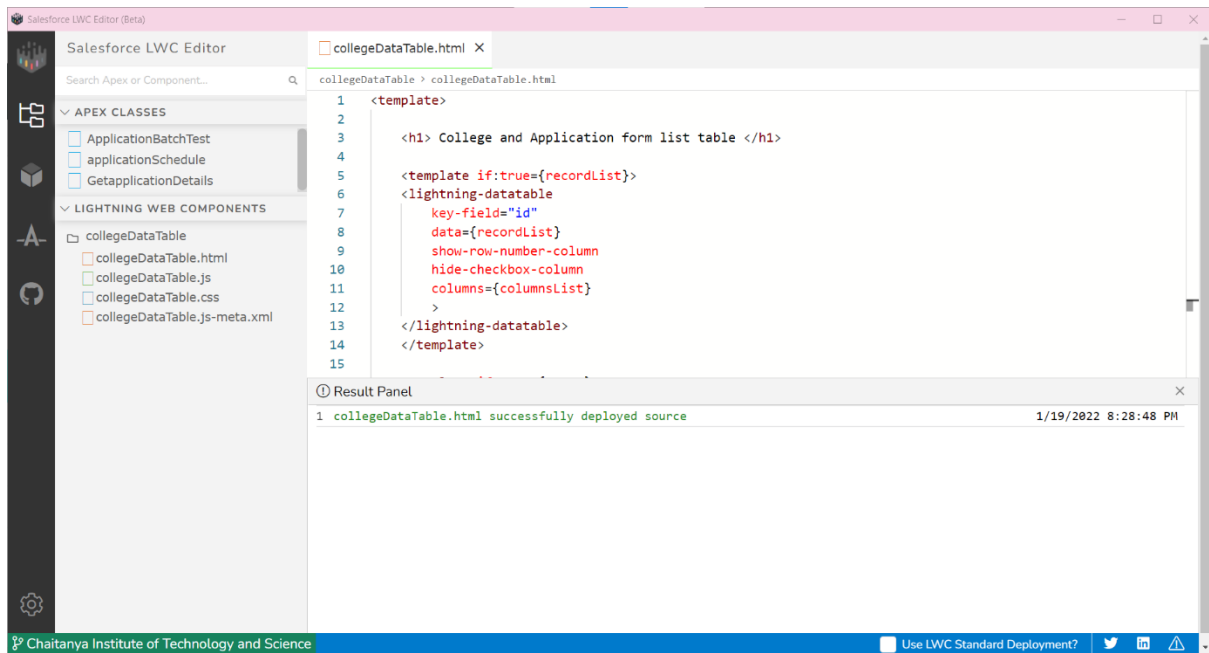 Salesforce LWC Editor (Beta)
Salesforce LWC Editor
Search Apex or Component...
APEX CLASSES
ApplicationBatchTest
applicationSchedule
GetapplicationDetails
LIGHTNING WEB COMPONENTS
collegeDataTable
collegeDataTable.html
collegeDataTable.js
collegeDataTable.css
collegeDataTable.js-meta.xml
collegeDataTable.html
collegeDataTable > collegeDataTable.html
1 <template>
2
3 <h1> College and Application form list table </h1>
4
5 <template if:true={recordList}>
6 <lightning-datatable
7 key-field="id"
8 data={recordList}
9 show-row-number-column
10 hide-checkbox-column
11 columns={columnsList}
12 >
13 </lightning-datatable>
14 </template>
15
Result Panel
1 collegeDataTable.html successfully deployed source 1/19/2022 8:28:48 PM
Chaitanya Institute of Technology and Science
Use LWC Standard Deployment?